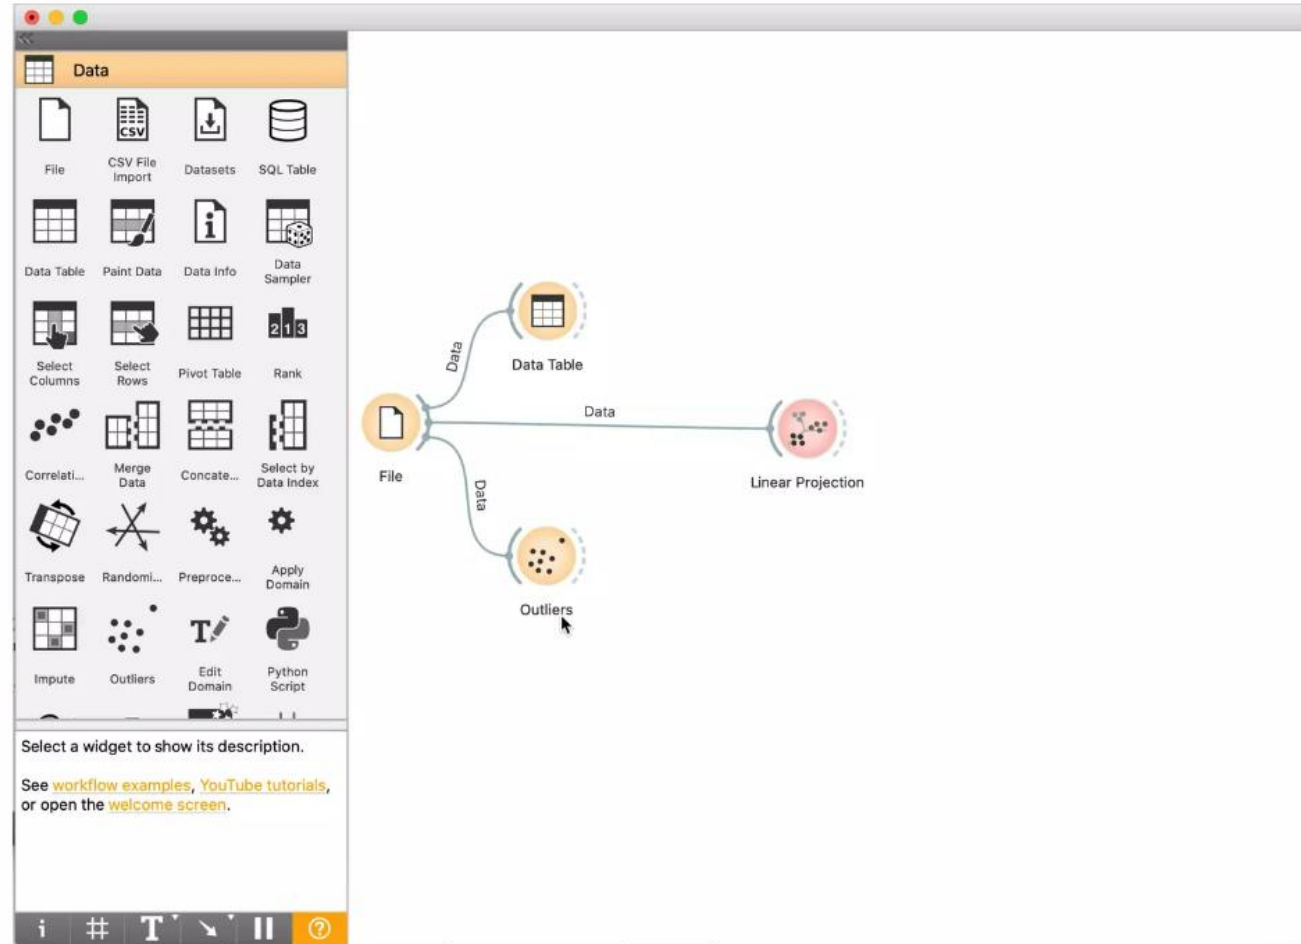 Data
File
CSV File
Import
Datasets
SQL Table
Data Table
Paint Data
Data Info
Data
Sampler
Select
Columns
Select
Rows
Pivot Table
Rank
Correlati...
Merge
Data
Concate...
Select by
Data Index
Transpose
Randomi...
Preproce...
Apply
Domain
Impute
Outliers
Edit
Domain
Python
Script
Select a widget to show its description.
See workflow examples, YouTube tutorials,
or open the welcome screen.
Data
Data Table
Data
File
Linear Projection
Data
Outliers